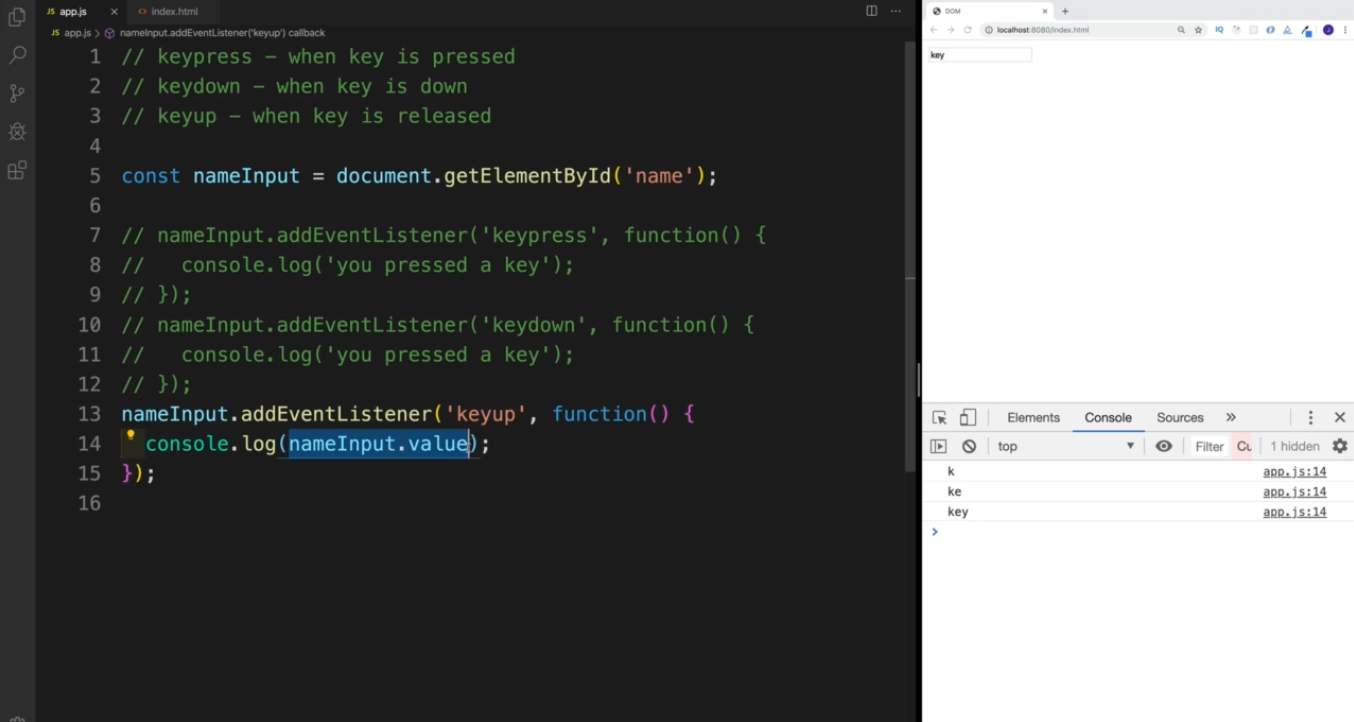 JS app.js × <> index.html ···
JS app.js > nameInput.addEventListener('keyup') callback
1 // keypress - when key is pressed
2 // keydown - when key is down
3 // keyup - when key is released
4
5 const nameInput = document.getElementById('name');
6
7 // nameInput.addEventListener('keypress', function() {
8 //   console.log('you pressed a key');
9 // });
10 // nameInput.addEventListener('keydown', function() {
11 //   console.log('you pressed a key');
12 // });
13 nameInput.addEventListener('keyup', function() {
14   console.log(nameInput.value);
15 });
16
DOM × +
localhost:8080/index.html
key
Elements Console Sources »
top Filter Cu 1 hidden
k app.js:14
ke app.js:14
key app.js:14
>